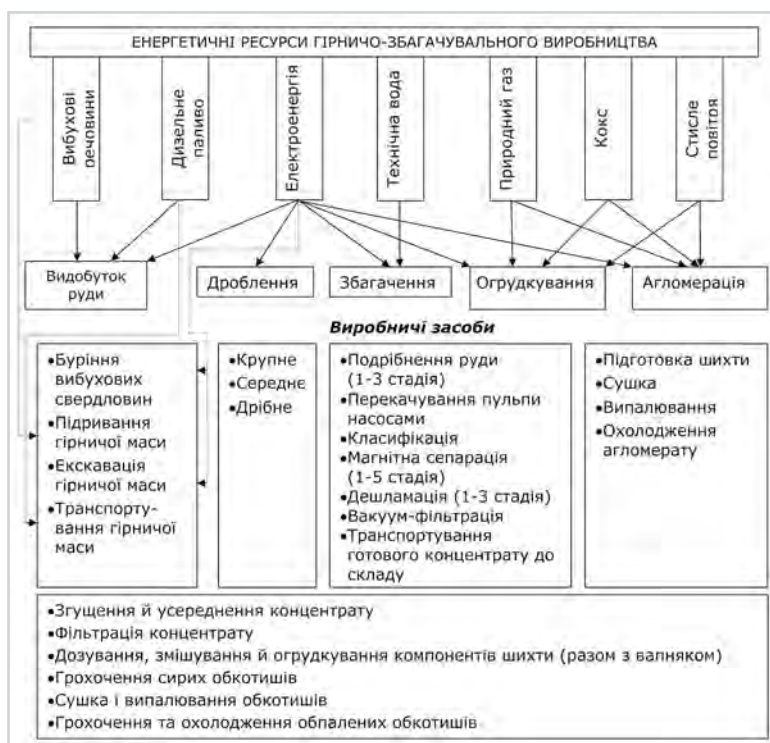 ЕНЕРГЕТИЧНІ РЕСУРСИ ГІРНИЧО-ЗБАГАЧУВАЛЬНОГО ВИРОБНИЦТВА
Вибухові
речовини
Дизельне
паливо
Електроенергія
Технічна вода
Природний газ
Кокс
Стисле
повітря
Видобуток
руди
Дроблення
Збагачення
Огрудкування
Агломерація
Виробничі засоби
•Буріння
вибухових
свердловин
•Підривання
гірничої маси
•Екскавація
гірничої маси
•Транспорту-
вання гірничої
маси
•Крупне
•Середнє
•Дрібне
•Подрібнення руди
(1-3 стадія)
•Перекачування пульпи
насосами
•Класифікація
•Магнітна сепарація
(1-5 стадія)
•Дешламація (1-3 стадія)
•Вакуум-фільтрація
•Транспортування
готового концентрату до
складу
•Підготовка шихти
•Сушка
•Випалювання
•Охолодження
агломерату
•Згущення й усереднення концентрату
•Фільтрація концентрату
•Дозування, змішування й огрудкування компонентів шихти (разом з вапняком)
•Грохочення сирих обкотишів
•Сушка і випалювання обкотишів
•Грохочення та охолодження обпалених обкотишів